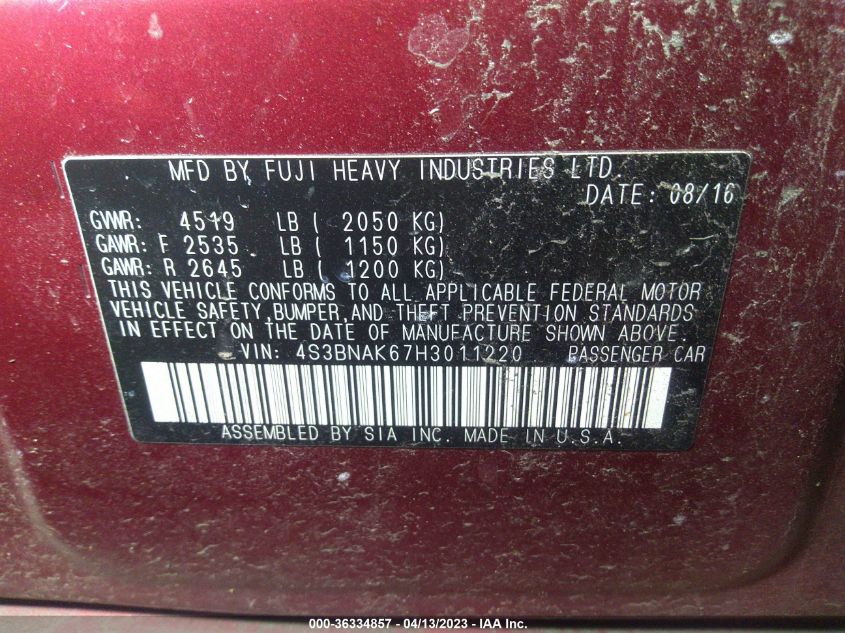 MFD BY FUJI HEAVY INDUSTRIES LTD.
DATE: 08/16
GVWR: 4519 LB ( 2050 KG)
GAWR: F 2535 LB ( 1150 KG)
GAWR: R 2645 LB ( 1200 KG)
THIS VEHICLE CONFORMS TO ALL APPLICABLE FEDERAL MOTOR
VEHICLE SAFETY,BUMPER,AND THEFT PREVENTION STANDARDS
IN EFFECT ON THE DATE OF MANUFACTURE SHOWN ABOVE.
VIN: 4S3BNAK67H3011220 PASSENGER CAR
ASSEMBLED BY SIA INC. MADE IN U.S.A.
000-36334857 - 04/13/2023 - IAA Inc.